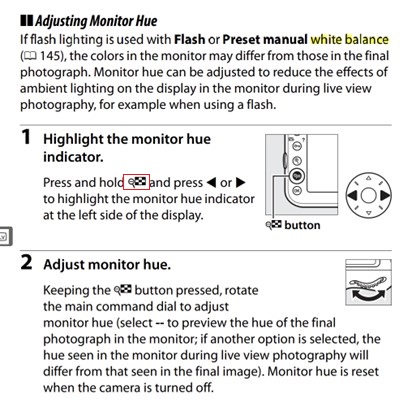 Adjusting Monitor Hue
If flash lighting is used with Flash or Preset manual white balance
(145), the colors in the monitor may differ from those in the final
photograph. Monitor hue can be adjusted to reduce the effects of
ambient lighting on the display in the monitor during live view
photography, for example when using a flash.
1 Highlight the monitor hue
indicator.
Press and hold and press ◀ or ▶
to highlight the monitor hue indicator
at the left side of the display.
button
2 Adjust monitor hue.
Keeping the button pressed, rotate
the main command dial to adjust
monitor hue (select -- to preview the hue of the final
photograph in the monitor; if another option is selected, the
hue seen in the monitor during live view photography will
differ from that seen in the final image). Monitor hue is reset
when the camera is turned off.